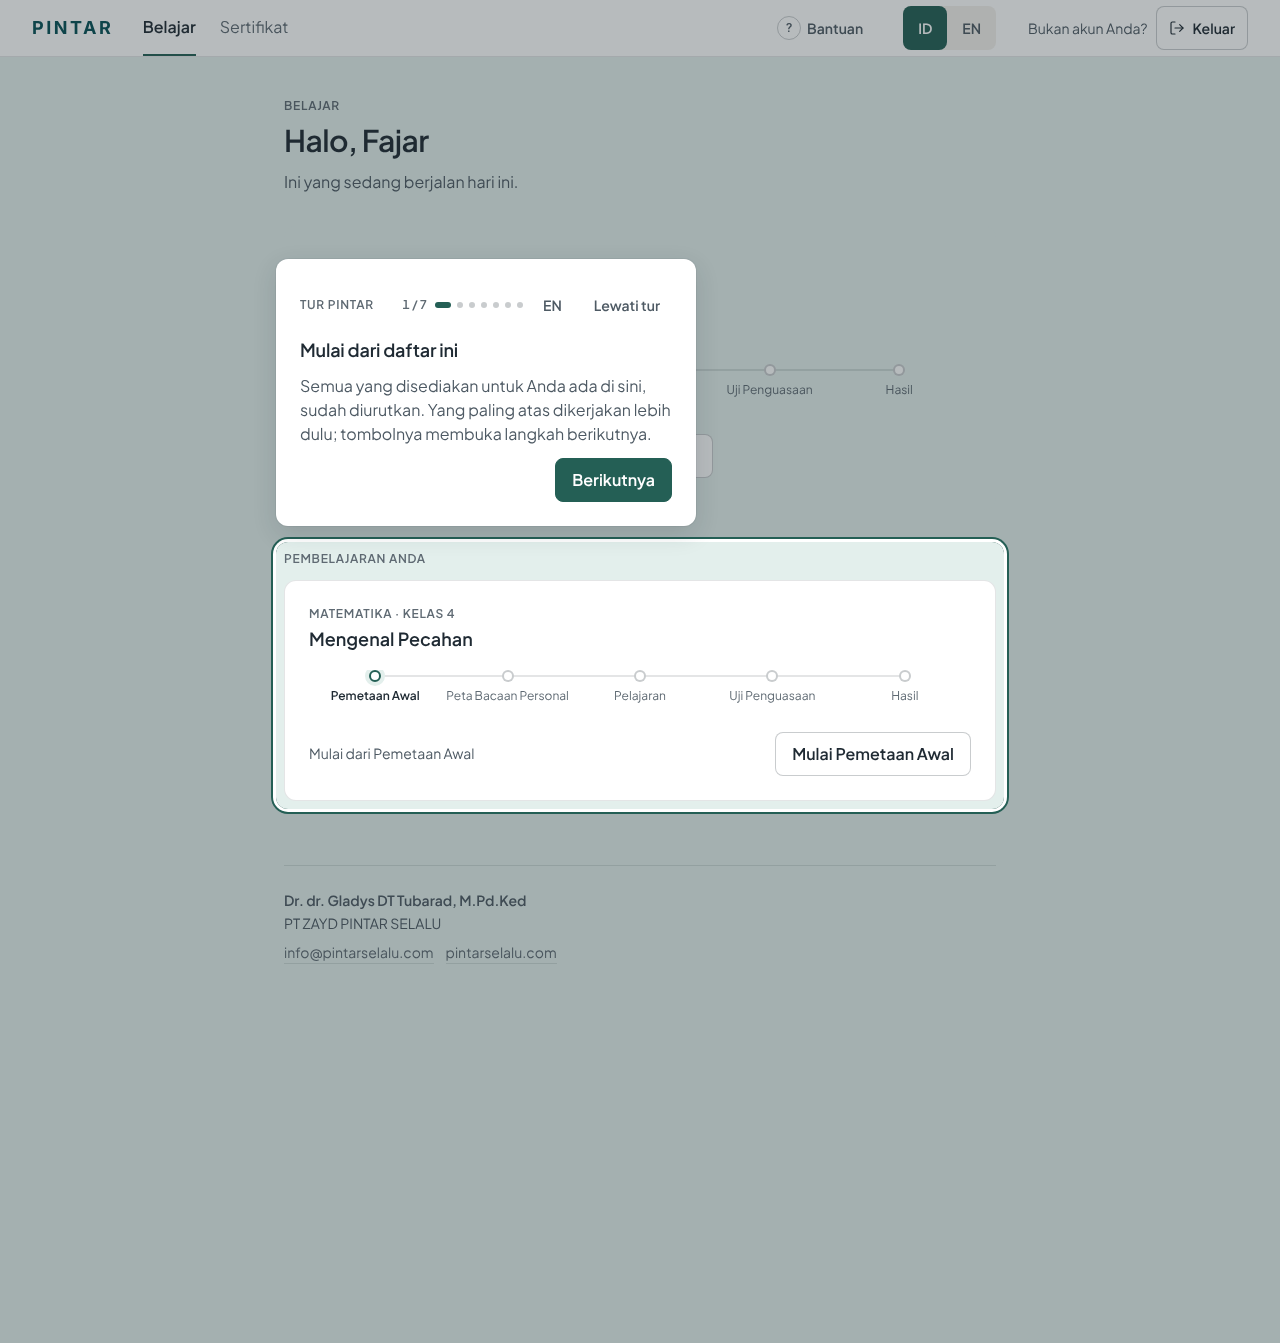 PINTAR
Belajar
Sertifikat
? Bantuan
ID
EN
Bukan akun Anda?
Keluar
BELAJAR
Halo, Fajar
Ini yang sedang berjalan hari ini.
TUR PINTAR
1/7
EN
Lewati tur
Mulai dari daftar ini
Semua yang disediakan untuk Anda ada di sini,
sudah diurutkan. Yang paling atas dikerjakan lebih
dulu; tombolnya membuka langkah berikutnya.
Berikutnya
Uji Penguasaan
Hasil
PEMBELAJARAN ANDA
MATEMATIKA · KELAS 4
Mengenal Pecahan
Pemetaan Awal
Peta Bacaan Personal
Pelajaran
Uji Penguasaan
Hasil
Mulai dari Pemetaan Awal
Mulai Pemetaan Awal
Dr. dr. Gladys DT Tubarad, M.Pd.Ked
PT ZAYD PINTAR SELALU
info@pintarselalu.com
pintarselalu.com